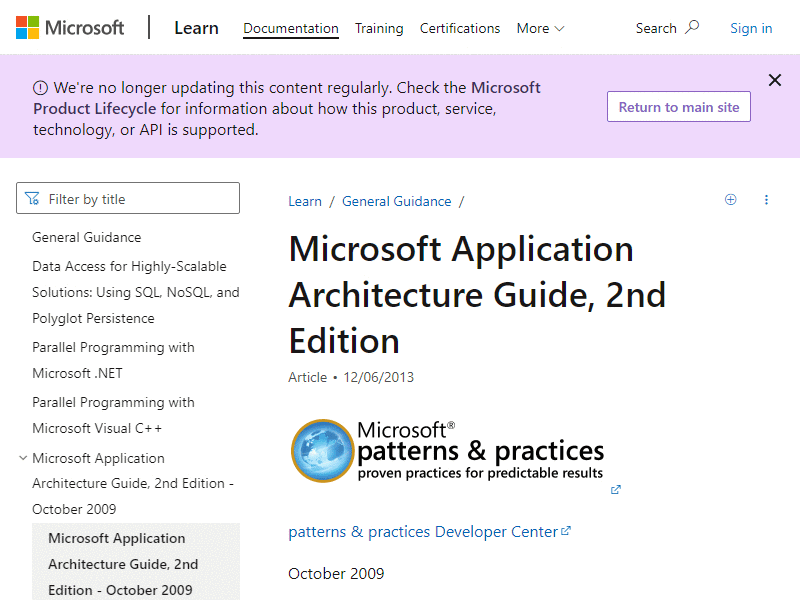 Microsoft
Learn
Documentation
Training
Certifications
More
Search
Sign in
We're no longer updating this content regularly. Check the Microsoft
Product Lifecycle for information about how this product, service,
technology, or API is supported.
Return to main site
Filter by title
General Guidance
Data Access for Highly-Scalable
Solutions: Using SQL, NoSQL, and
Polyglot Persistence
Parallel Programming with
Microsoft .NET
Parallel Programming with
Microsoft Visual C++
Microsoft Application
Architecture Guide, 2nd Edition -
October 2009
Microsoft Application
Architecture Guide, 2nd
Edition - October 2009
Learn / General Guidance /
Microsoft Application
Architecture Guide, 2nd
Edition
Article • 12/06/2013
Microsoft®
patterns & practices
proven practices for predictable results
patterns & practices Developer Center
October 2009